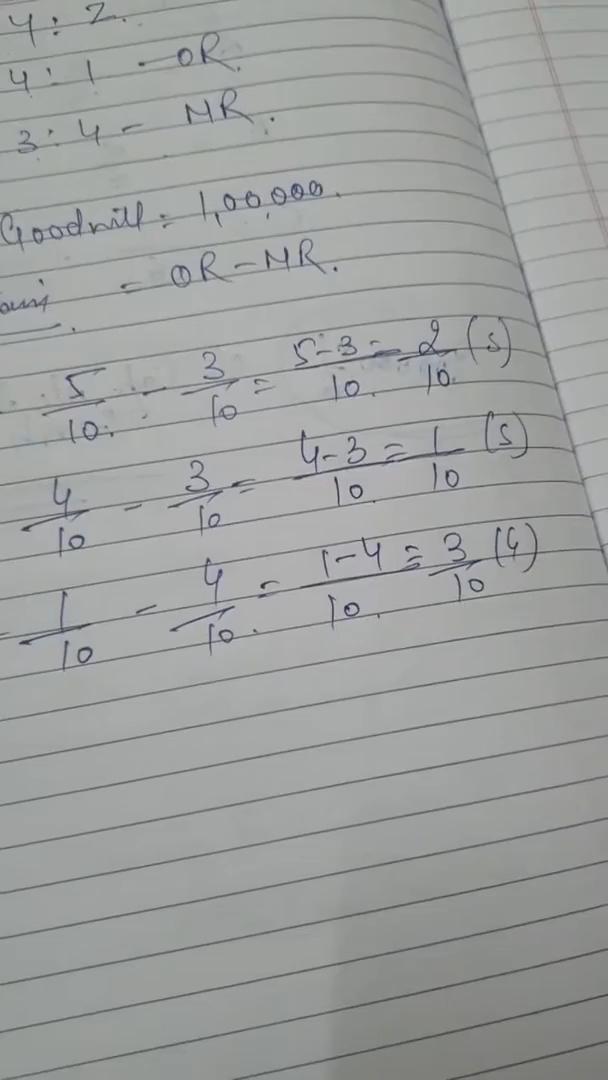 4 : 2.
4 : 1 - OR.
3 : 4 - NR.
Goodwill = 1,00,000.
= OR - NR.
5/10 - 3/10 = 5-3/10 = 2/10 (S)
4/10 - 3/10 = 4-3/10 = 1/10 (S)
- 1/10 - 4/10 = 1-4/10 = 3/10 (G)